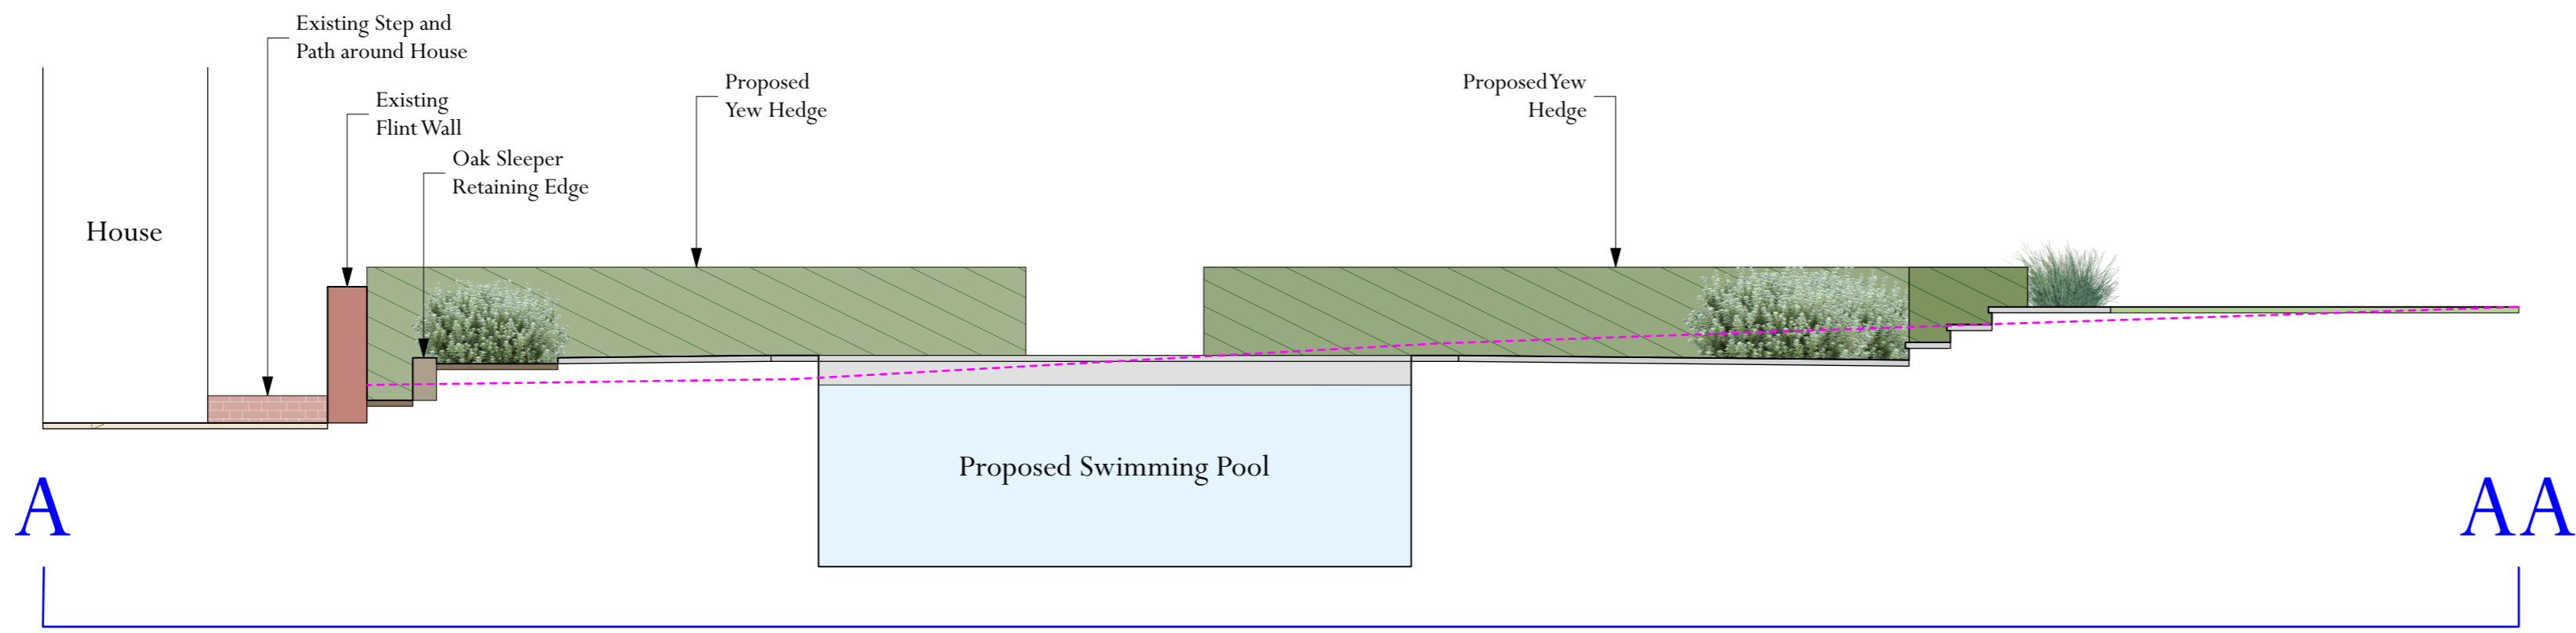 Existing Step and
Path around House
Existing
Flint Wall
Oak Sleeper
Retaining Edge
Proposed
Yew Hedge
Proposed Yew
Hedge
House
Proposed Swimming Pool
A
AA